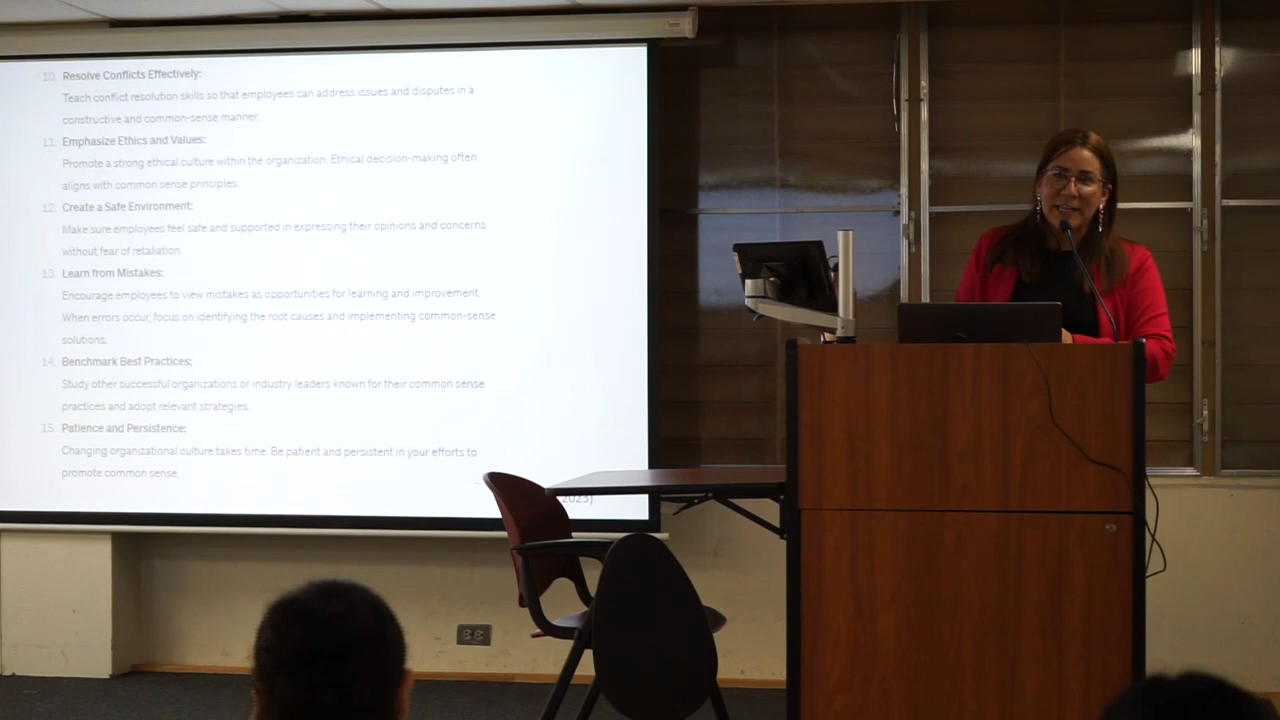 10. Resolve Conflicts Effectively:
Teach conflict resolution skills so that employees can address issues and disputes in a
constructive and common-sense manner.
11. Emphasize Ethics and Values:
Promote a strong ethical culture within the organization. Ethical decision-making often
aligns with common sense principles.
12. Create a Safe Environment:
Make sure employees feel safe and supported in expressing their opinions and concerns
without fear of retaliation.
13. Learn from Mistakes:
Encourage employees to view mistakes as opportunities for learning and improvement.
When errors occur, focus on identifying the root causes and implementing common-sense
solutions.
14. Benchmark Best Practices:
Study other successful organizations or industry leaders known for their common sense
practices and adopt relevant strategies.
15. Patience and Persistence:
Changing organizational culture takes time. Be patient and persistent in your efforts to
promote common sense.
2023)